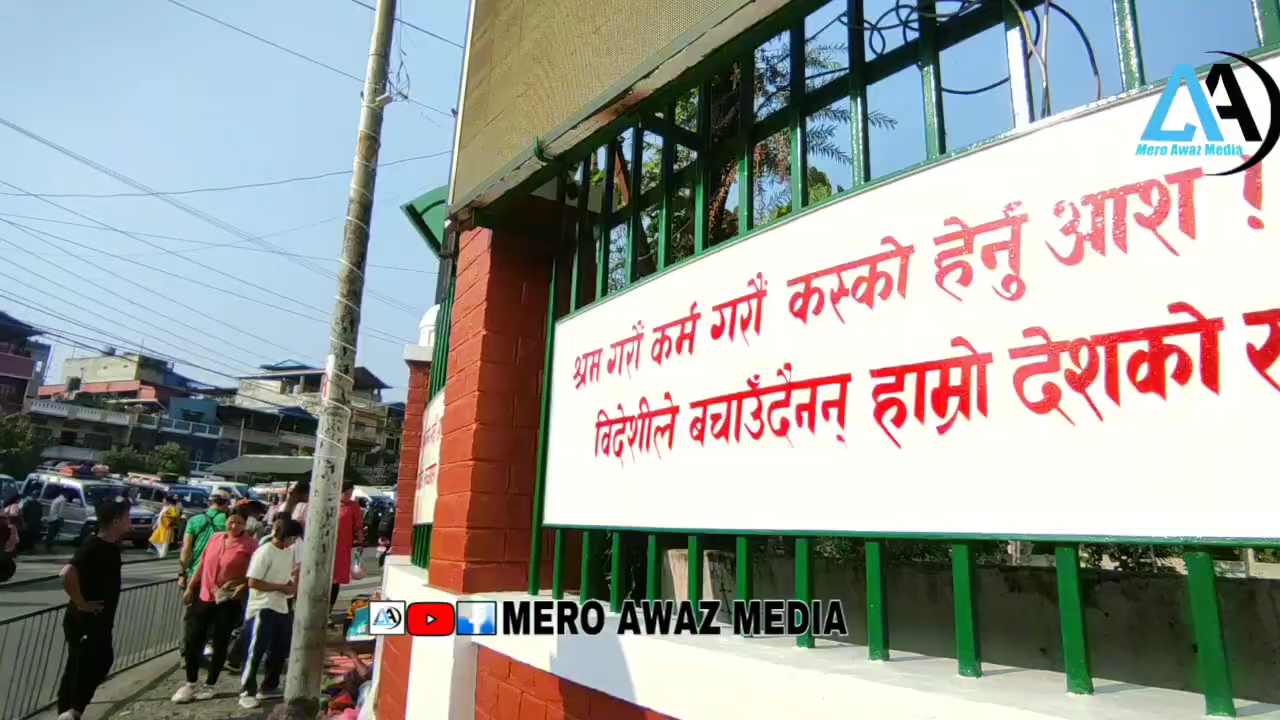 Mero Awaz Media
श्रम गरौं कर्म गरौं कस्को हेर्नु आश !
विदेशीले बचाउँदैनन् हाम्रो देशको
MERO AWAZ MEDIA